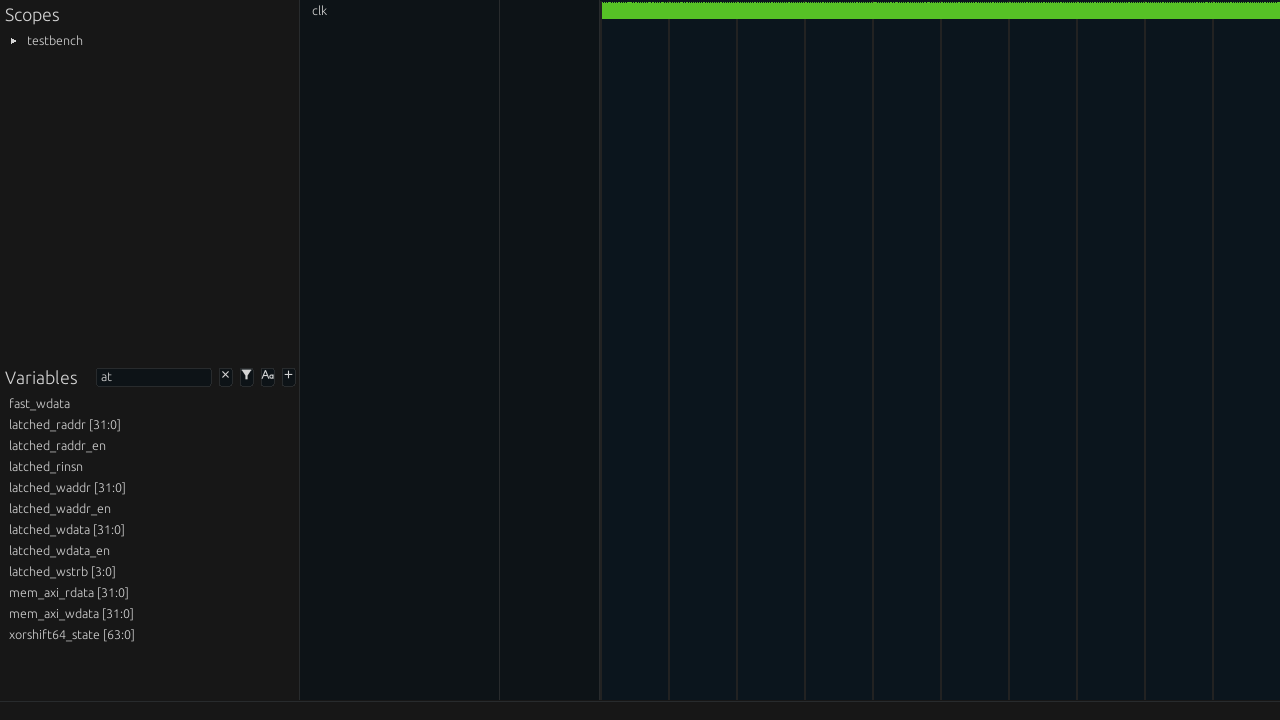 Scopes
testbench
clk
Variables
at
fast_wdata
latched_raddr [31:0]
latched_raddr_en
latched_rinsn
latched_waddr [31:0]
latched_waddr_en
latched_wdata [31:0]
latched_wdata_en
latched_wstrb [3:0]
mem_axi_rdata [31:0]
mem_axi_wdata [31:0]
xorshift64_state [63:0]